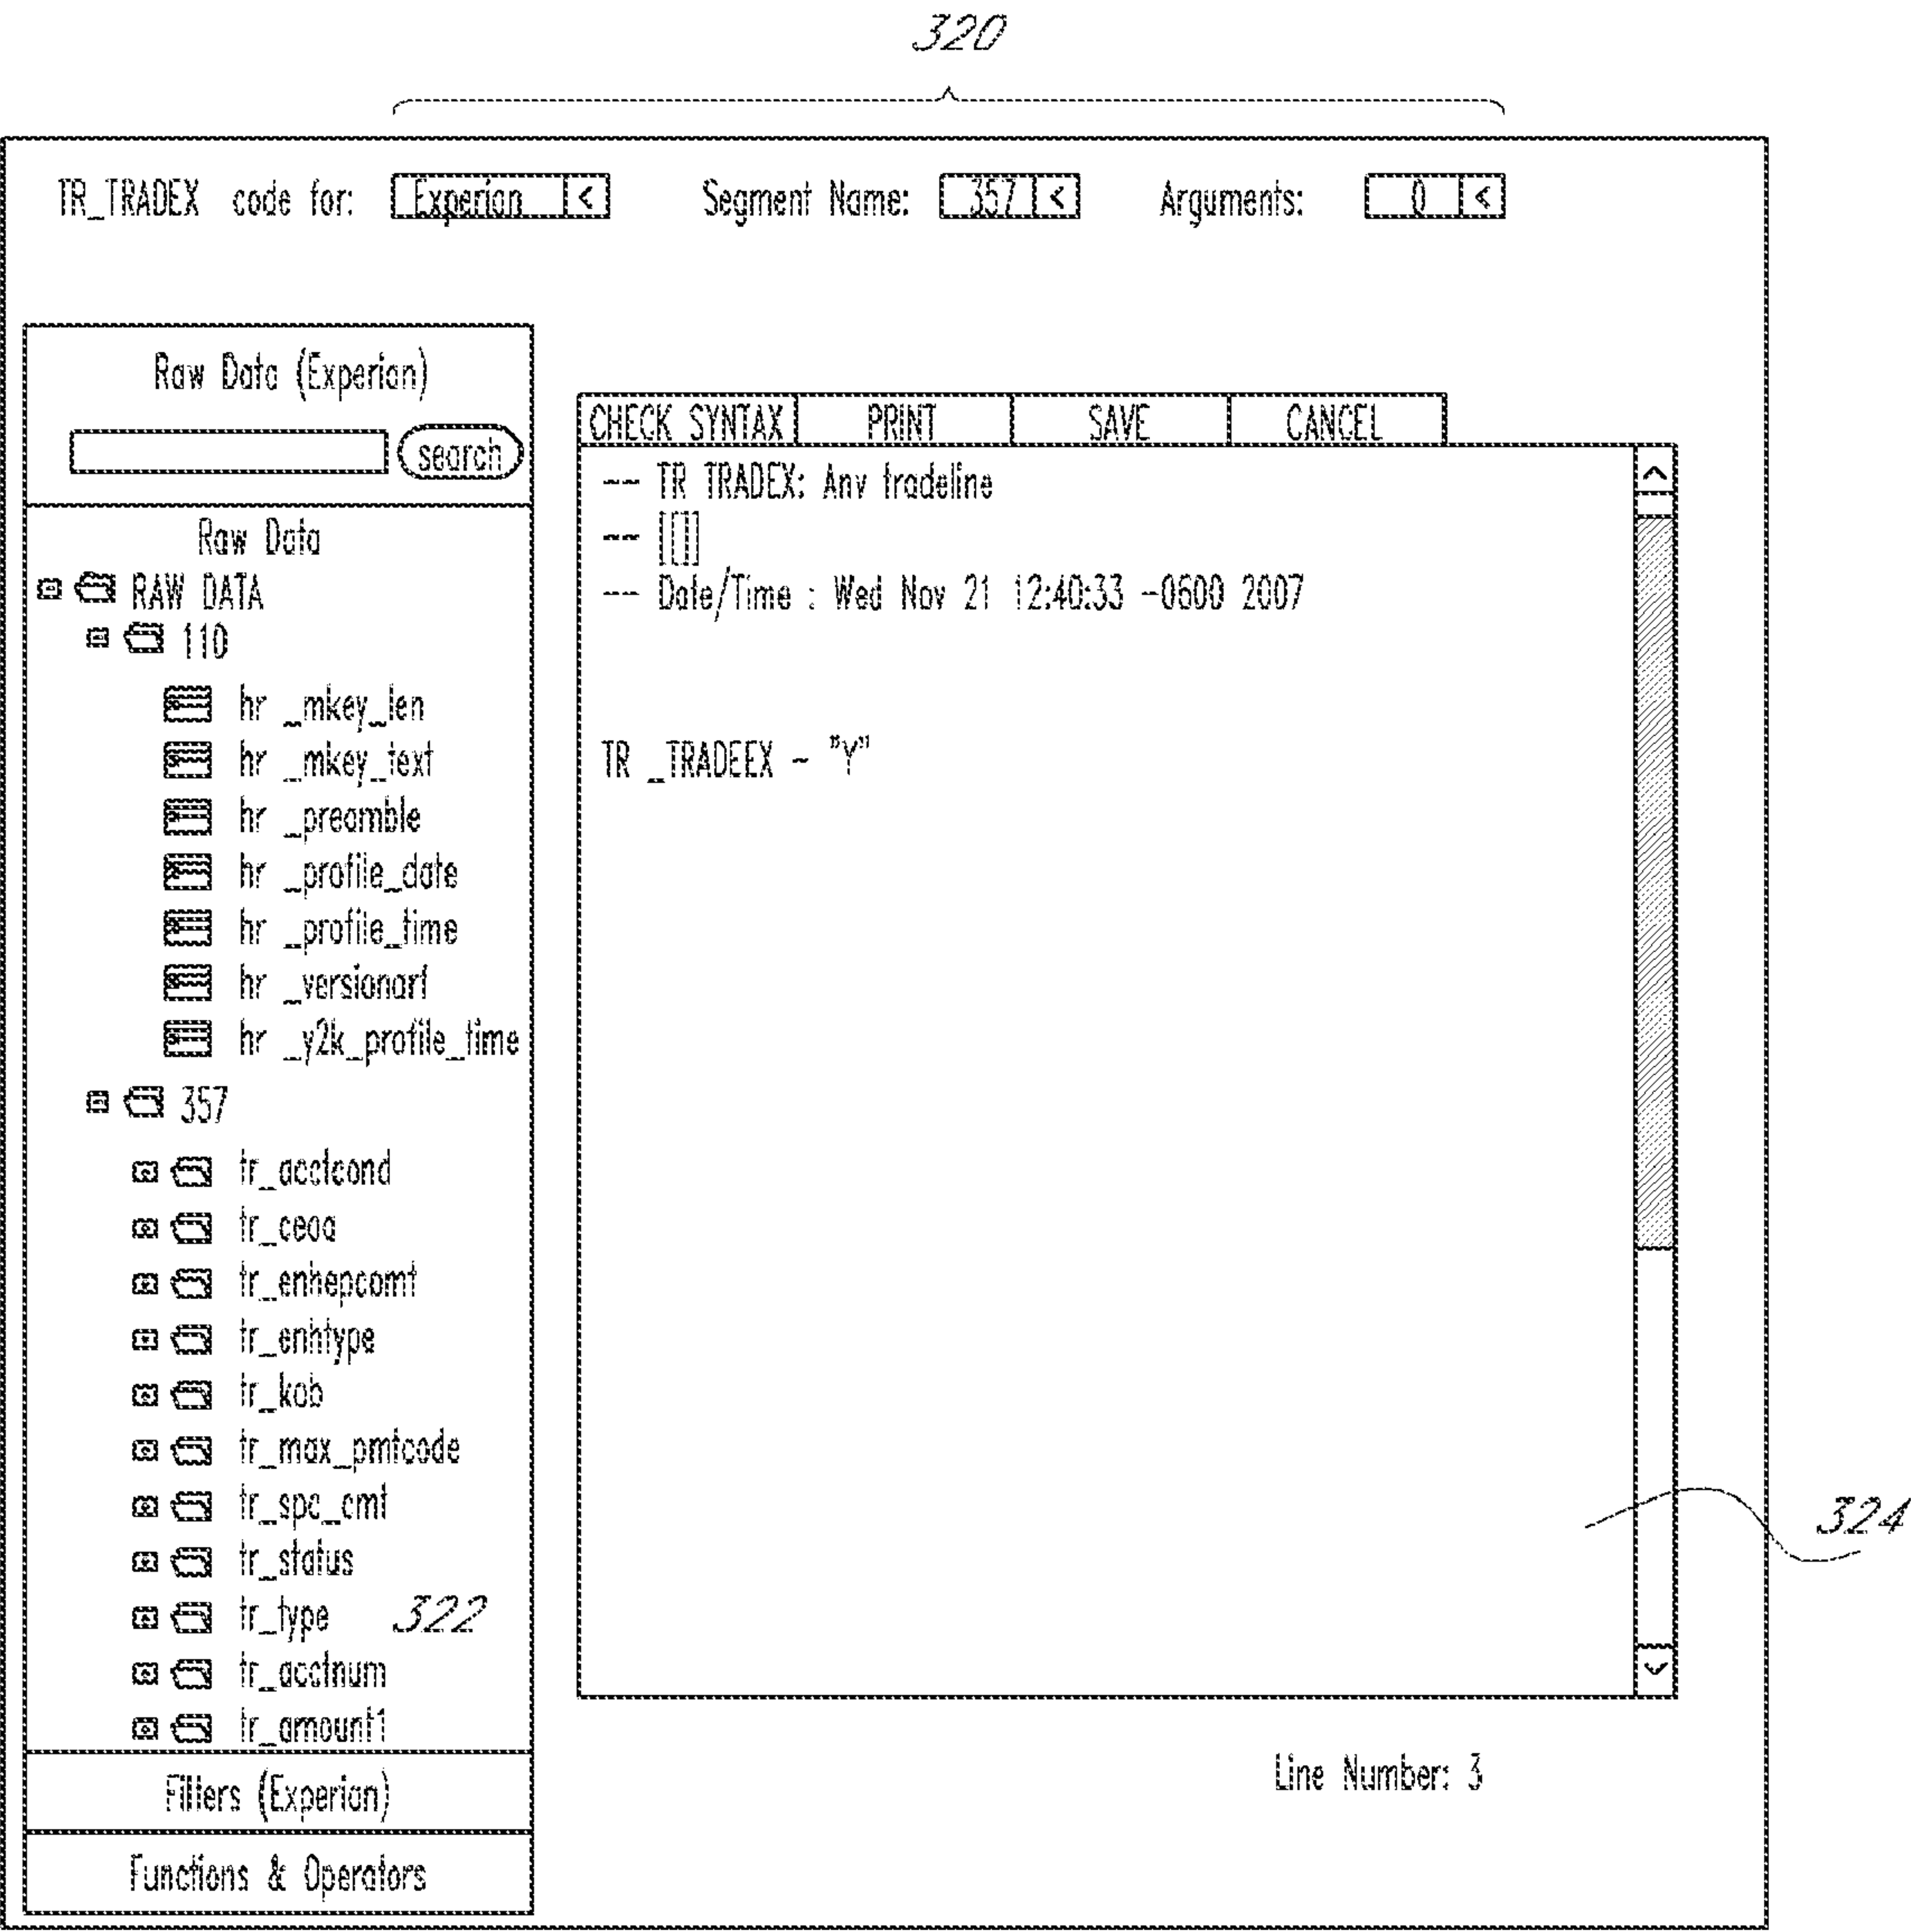 320
TR_TRADEX code for: Experian < Segment Name: 357 < Arguments: 0 <
Raw Data (Experian)
search
Raw Data
RAW DATA
110
hr _mkey_len
hr _mkey_text
hr _preamble
hr _profile_date
hr _profile_time
hr _versionarf
hr _y2k_profile_time
357
tr_acctcond
tr_ceoa
tr_enhepcomt
tr_enhtype
tr_kob
tr_max_pmtcode
tr_spc_cmt
tr_status
tr_type 322
tr_acctnum
tr_amount1
Filters (Experian)
Functions & Operators
CHECK SYNTAX PRINT SAVE CANCEL
-- TR TRADEX: Any tradeline
-- [[]]
-- Date/Time : Wed Nov 21 12:40:33 -0600 2007
TR _TRADEEX ~ "Y"
324
Line Number: 3